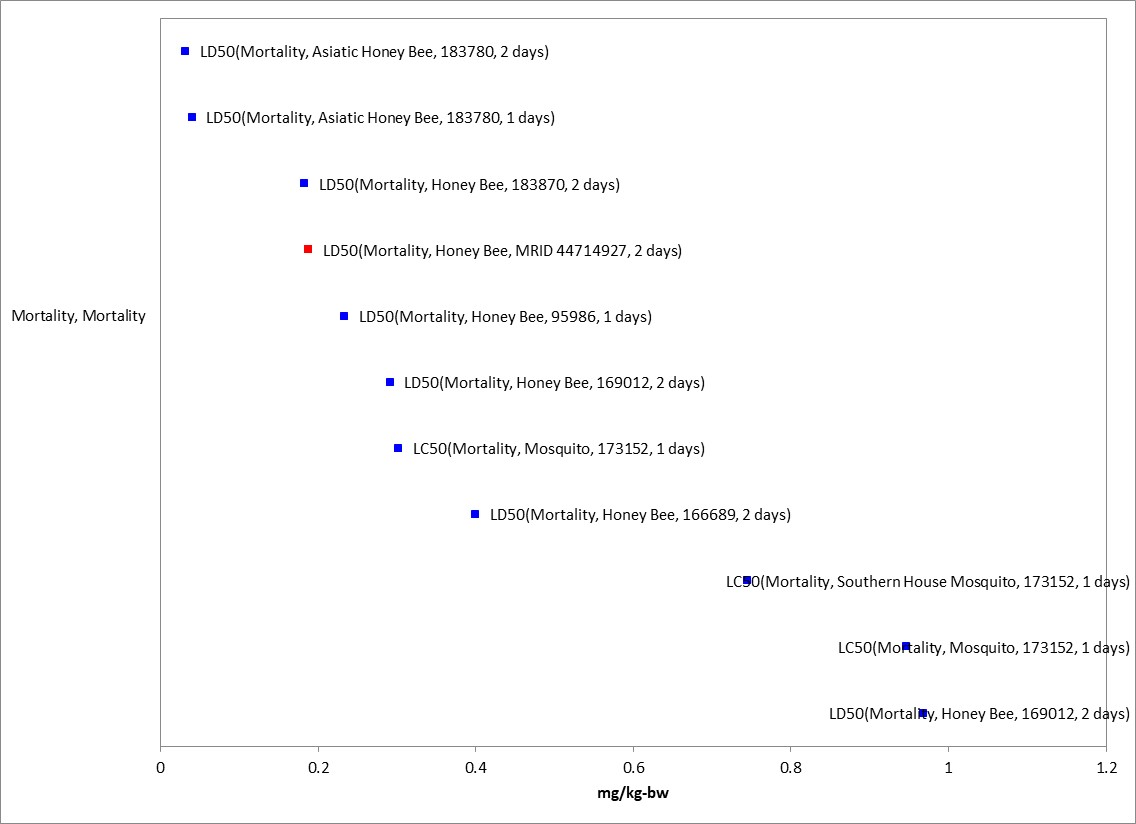 LD50(Mortality, Asiatic Honey Bee, 183780, 2 days)
LD50(Mortality, Asiatic Honey Bee, 183780, 1 days)
LD50(Mortality, Honey Bee, 183870, 2 days)
LD50(Mortality, Honey Bee, MRID 44714927, 2 days)
Mortality, Mortality
LD50(Mortality, Honey Bee, 95986, 1 days)
LD50(Mortality, Honey Bee, 169012, 2 days)
LC50(Mortality, Mosquito, 173152, 1 days)
LD50(Mortality, Honey Bee, 166689, 2 days)
LC50(Mortality, Southern House Mosquito, 173152, 1 days)
LC50(Mortality, Mosquito, 173152, 1 days)
LD50(Mortality, Honey Bee, 169012, 2 days)
0 0.2 0.4 0.6 0.8 1 1.2
mg/kg-bw